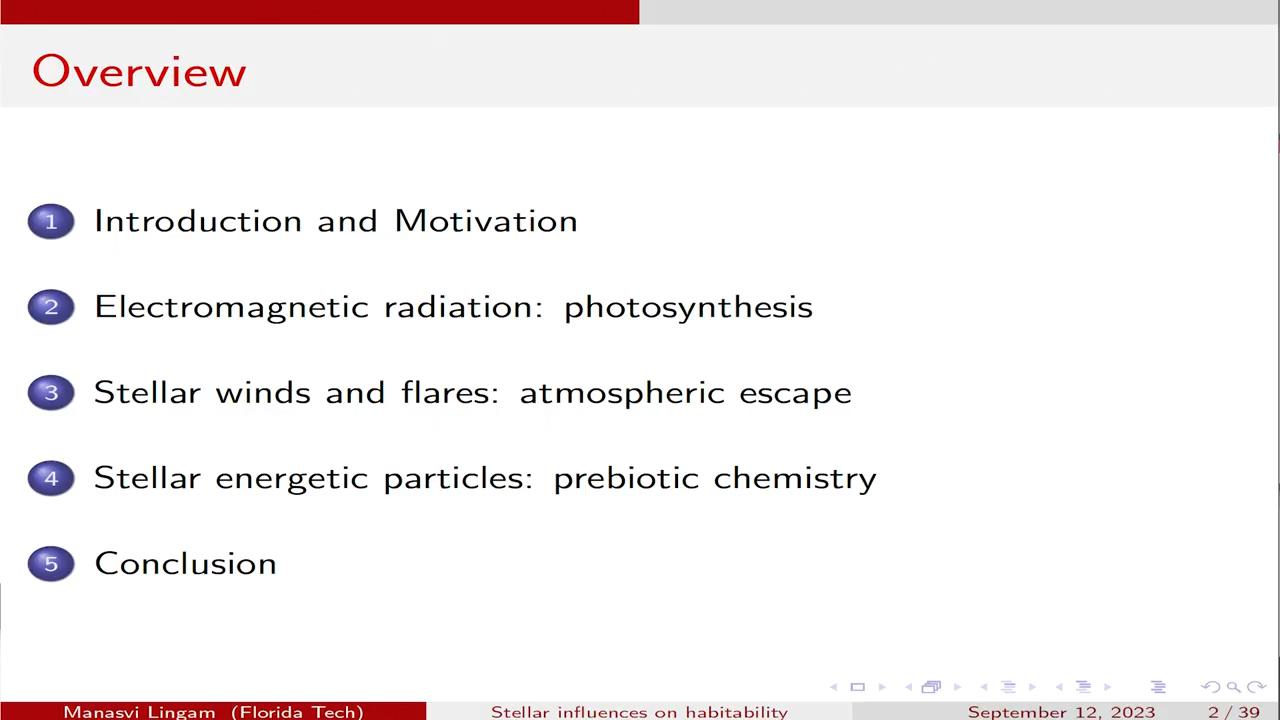 Overview
1 Introduction and Motivation
2 Electromagnetic radiation: photosynthesis
3 Stellar winds and flares: atmospheric escape
4 Stellar energetic particles: prebiotic chemistry
5 Conclusion
Manasvi Lingam (Florida Tech) Stellar influences on habitability September 12, 2023 2 / 39